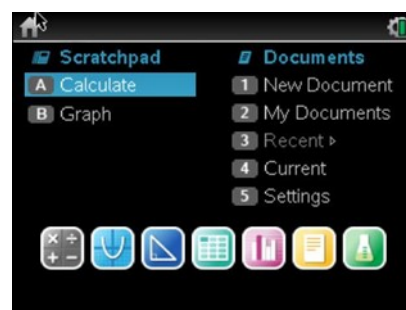 Scratchpad
A Calculate
B Graph
Documents
1 New Document
2 My Documents
3 Recent ▸
4 Current
5 Settings